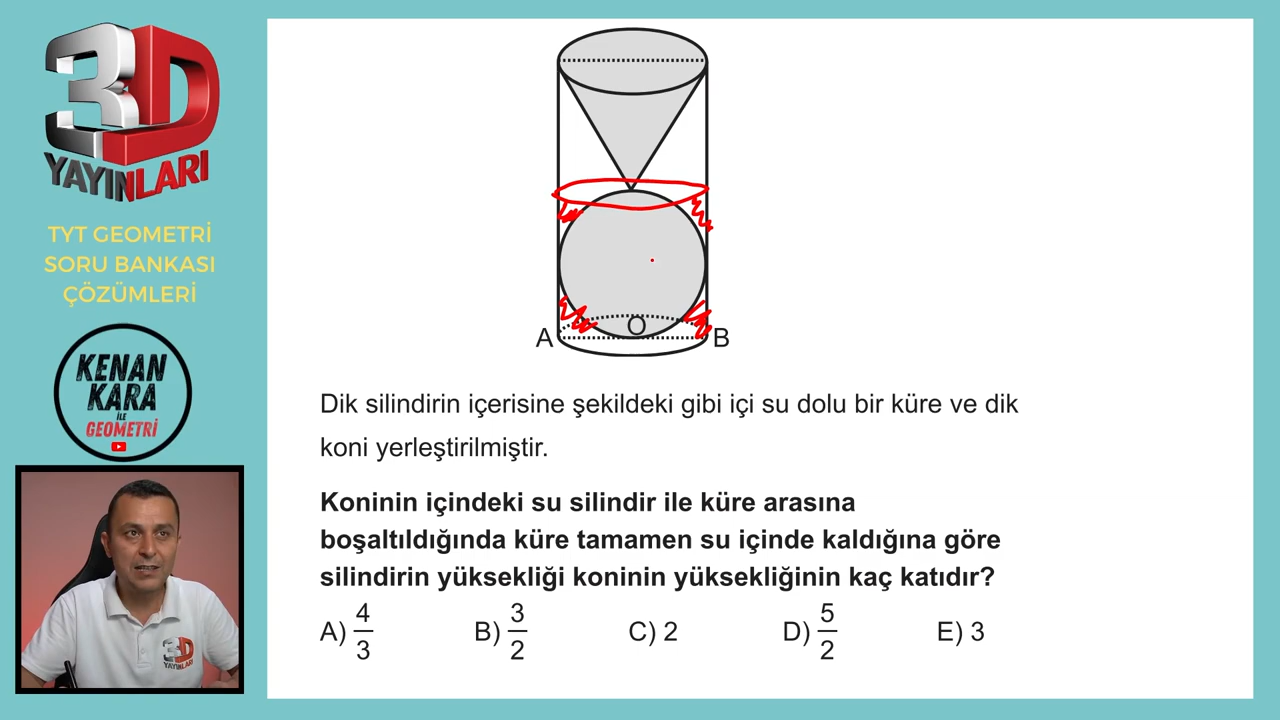 3D
YAYINLARI
TYT GEOMETRİ
SORU BANKASI
ÇÖZÜMLERİ
KENAN
KARA
İLE
GEOMETRİ
3D
YAYINLARI
A
O
B
Dik silindirin içerisine şekildeki gibi içi su dolu bir küre ve dik
koni yerleştirilmiştir.
Koninin içindeki su silindir ile küre arasına
boşaltıldığında küre tamamen su içinde kaldığına göre
silindirin yüksekliği koninin yüksekliğinin kaç katıdır?
A) 4/3 B) 3/2 C) 2 D) 5/2 E) 3